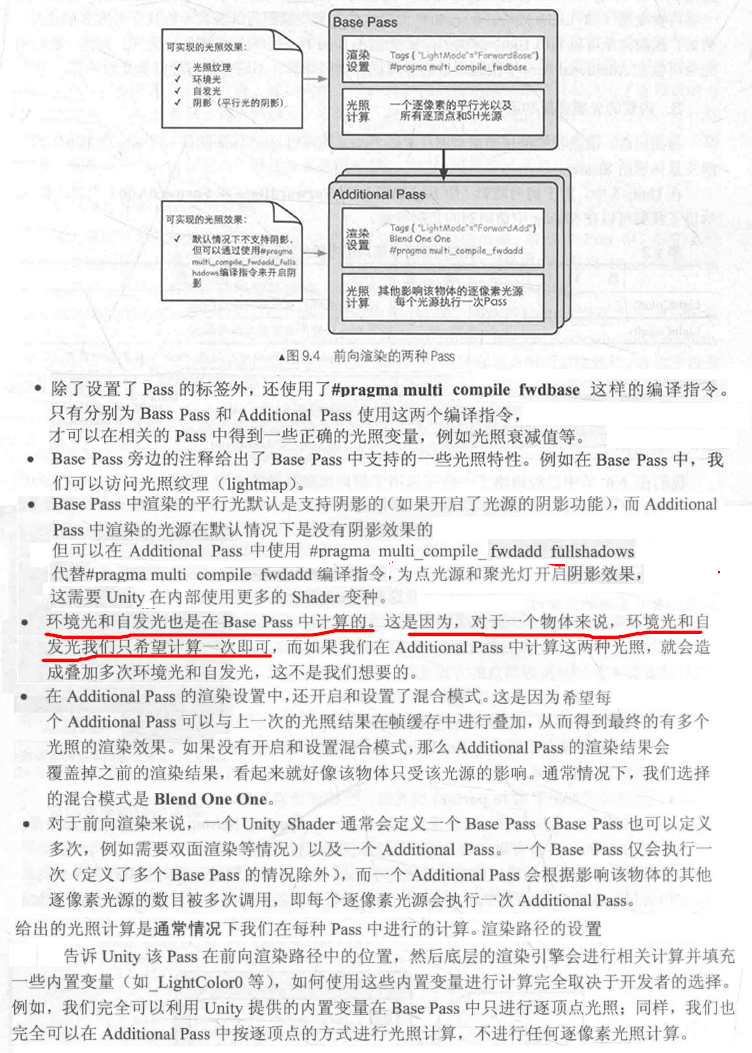 Base Pass
可实现的光照效果：
✓ 光照纹理
✓ 环境光
✓ 自发光
✓ 阴影（平行光的阴影）
渲染设置
Tags { "LightMode"="ForwardBase"}
#pragma multi_compile_fwdbase
光照计算
一个逐像素的平行光以及
所有逐顶点和SH光源
Additional Pass
可实现的光照效果：
✓ 默认情况下不支持阴影，
但可以通过使用#pragma
multi_compile_fwdadd_fulls
hadows编译指令来开启阴
影
渲染设置
Tags { "LightMode"="ForwardAdd"}
Blend One One
#pragma multi_compile_fwdadd
光照计算
其他影响该物体的逐像素光源
每个光源执行一次Pass
▲图 9.4 前向渲染的两种 Pass
• 除了设置了 Pass 的标签外，还使用了#pragma multi compile fwdbase 这样的编译指令。
只有分别为 Bass Pass 和 Additional Pass 使用这两个编译指令，
才可以在相关的 Pass 中得到一些正确的光照变量，例如光照衰减值等。
• Base Pass 旁边的注释给出了 Base Pass 中支持的一些光照特性。例如在 Base Pass 中，我
们可以访问光照纹理（lightmap）。
• Base Pass 中渲染的平行光默认是支持阴影的（如果开启了光源的阴影功能），而 Additional
Pass 中渲染的光源在默认情况下是没有阴影效果的
但可以在 Additional Pass 中使用 #pragma multi_compile_ fwdadd fullshadows
代替#pragma multi compile fwdadd 编译指令，为点光源和聚光灯开启阴影效果，
这需要 Unity 在内部使用更多的 Shader 变种。
• 环境光和自发光也是在 Base Pass 中计算的。这是因为，对于一个物体来说，环境光和自
发光我们只希望计算一次即可，而如果我们在 Additional Pass 中计算这两种光照，就会造
成叠加多次环境光和自发光，这不是我们想要的。
• 在 Additional Pass 的渲染设置中，还开启和设置了混合模式。这是因为希望每
个 Additional Pass 可以与上一次的光照结果在帧缓存中进行叠加，从而得到最终的有多个
光照的渲染效果。如果没有开启和设置混合模式，那么 Additional Pass 的渲染结果会
覆盖掉之前的渲染结果，看起来就好像该物体只受该光源的影响。通常情况下，我们选择
的混合模式是 Blend One One。
• 对于前向渲染来说，一个 Unity Shader 通常会定义一个 Base Pass（Base Pass 也可以定义
多次，例如需要双面渲染等情况）以及一个 Additional Pass。一个 Base Pass 仅会执行一
次（定义了多个 Base Pass 的情况除外），而一个 Additional Pass 会根据影响该物体的其他
逐像素光源的数目被多次调用，即每个逐像素光源会执行一次 Additional Pass。
给出的光照计算是通常情况下我们在每种 Pass 中进行的计算。渲染路径的设置
告诉 Unity 该 Pass 在前向渲染路径中的位置，然后底层的渲染引擎会进行相关计算并填充
一些内置变量（如_LightColor0 等），如何使用这些内置变量进行计算完全取决于开发者的选择。
例如，我们完全可以利用 Unity 提供的内置变量在 Base Pass 中只进行逐顶点光照；同样，我们也
完全可以在 Additional Pass 中按逐顶点的方式进行光照计算，不进行任何逐像素光照计算。